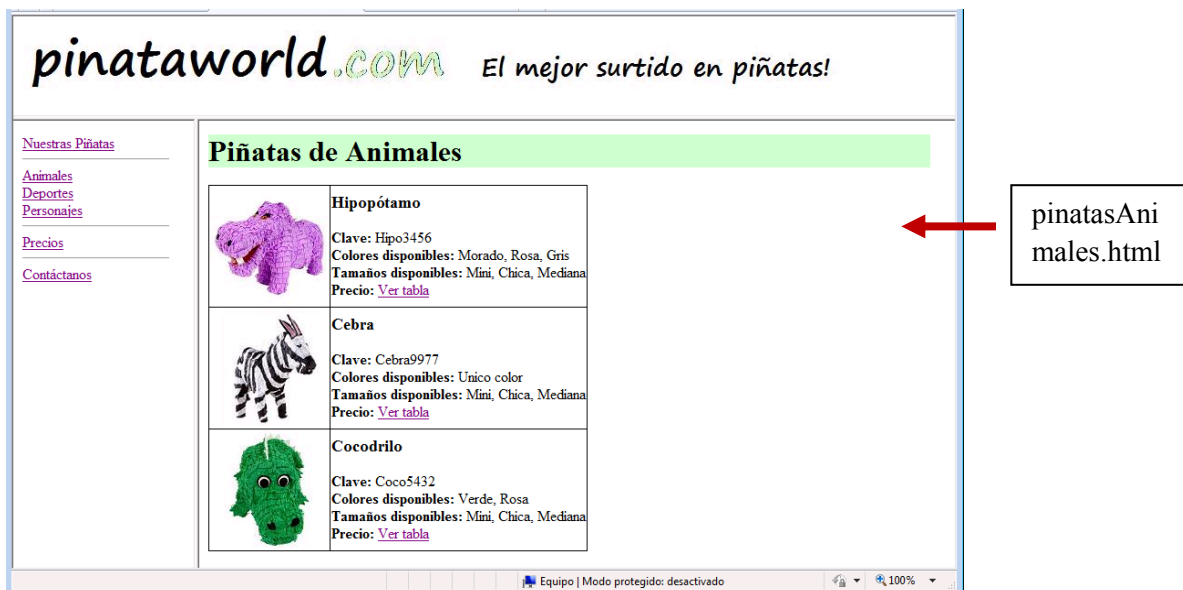 pinataworld.com El mejor surtido en piñatas!
Nuestras Piñatas
Animales
Deportes
Personajes
Precios
Contáctanos
Piñatas de Animales
Hipopótamo
Clave: Hipo3456
Colores disponibles: Morado, Rosa, Gris
Tamaños disponibles: Mini, Chica, Mediana
Precio: Ver tabla
Cebra
Clave: Cebra9977
Colores disponibles: Unico color
Tamaños disponibles: Mini, Chica, Mediana
Precio: Ver tabla
Cocodrilo
Clave: Coco5432
Colores disponibles: Verde, Rosa
Tamaños disponibles: Mini, Chica, Mediana
Precio: Ver tabla
pinatasAni
males.html
Equipo | Modo protegido: desactivado
100%